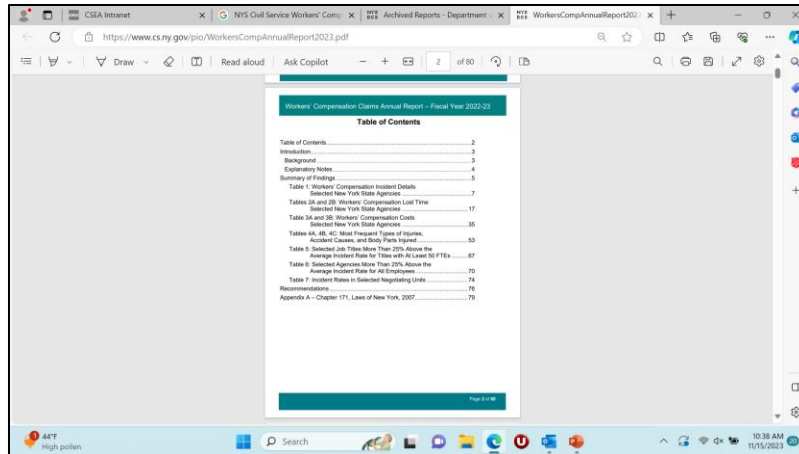 CSEA Intranet
NYS Civil Service Workers' Comp
Archived Reports - Department
WorkersCompAnnualReport202
https://www.cs.ny.gov/pio/WorkersCompAnnualReport2023.pdf
Draw
Read aloud
Ask Copilot
2
of 80
Workers' Compensation Claims Annual Report – Fiscal Year 2022-23
Table of Contents
Table of Contents 2
Introduction 3
Background 3
Explanatory Notes 4
Summary of Findings 5
Table 1: Workers' Compensation Incident Details
Selected New York State Agencies 7
Tables 2A and 2B: Workers' Compensation Lost Time
Selected New York State Agencies 17
Table 3A and 3B: Workers' Compensation Costs
Selected New York State Agencies 35
Tables 4A, 4B, 4C: Most Frequent Types of Injuries,
Accident Causes, and Body Parts Injured 53
Table 5: Selected Job Titles More Than 25% Above the
Average Incident Rate for Titles with At Least 50 FTEs 67
Table 6: Selected Agencies More Than 25% Above the
Average Incident Rate for All Employees 70
Table 7: Incident Rates in Selected Negotiating Units 74
Recommendations 76
Appendix A – Chapter 171, Laws of New York, 2007 79
Page 2 of 80
44°F
High pollen
Search
10:38 AM
11/15/2023
20